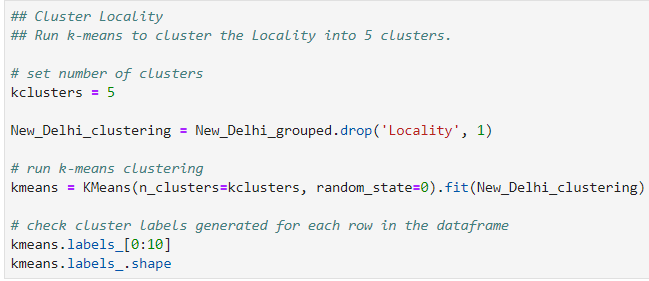 ## Cluster Locality
## Run k-means to cluster the Locality into 5 clusters.
# set number of clusters
kclusters = 5
New_Delhi_clustering = New_Delhi_grouped.drop('Locality', 1)
# run k-means clustering
kmeans = KMeans(n_clusters=kclusters, random_state=0).fit(New_Delhi_clustering)
# check cluster labels generated for each row in the dataframe
kmeans.labels_[0:10]
kmeans.labels_.shape